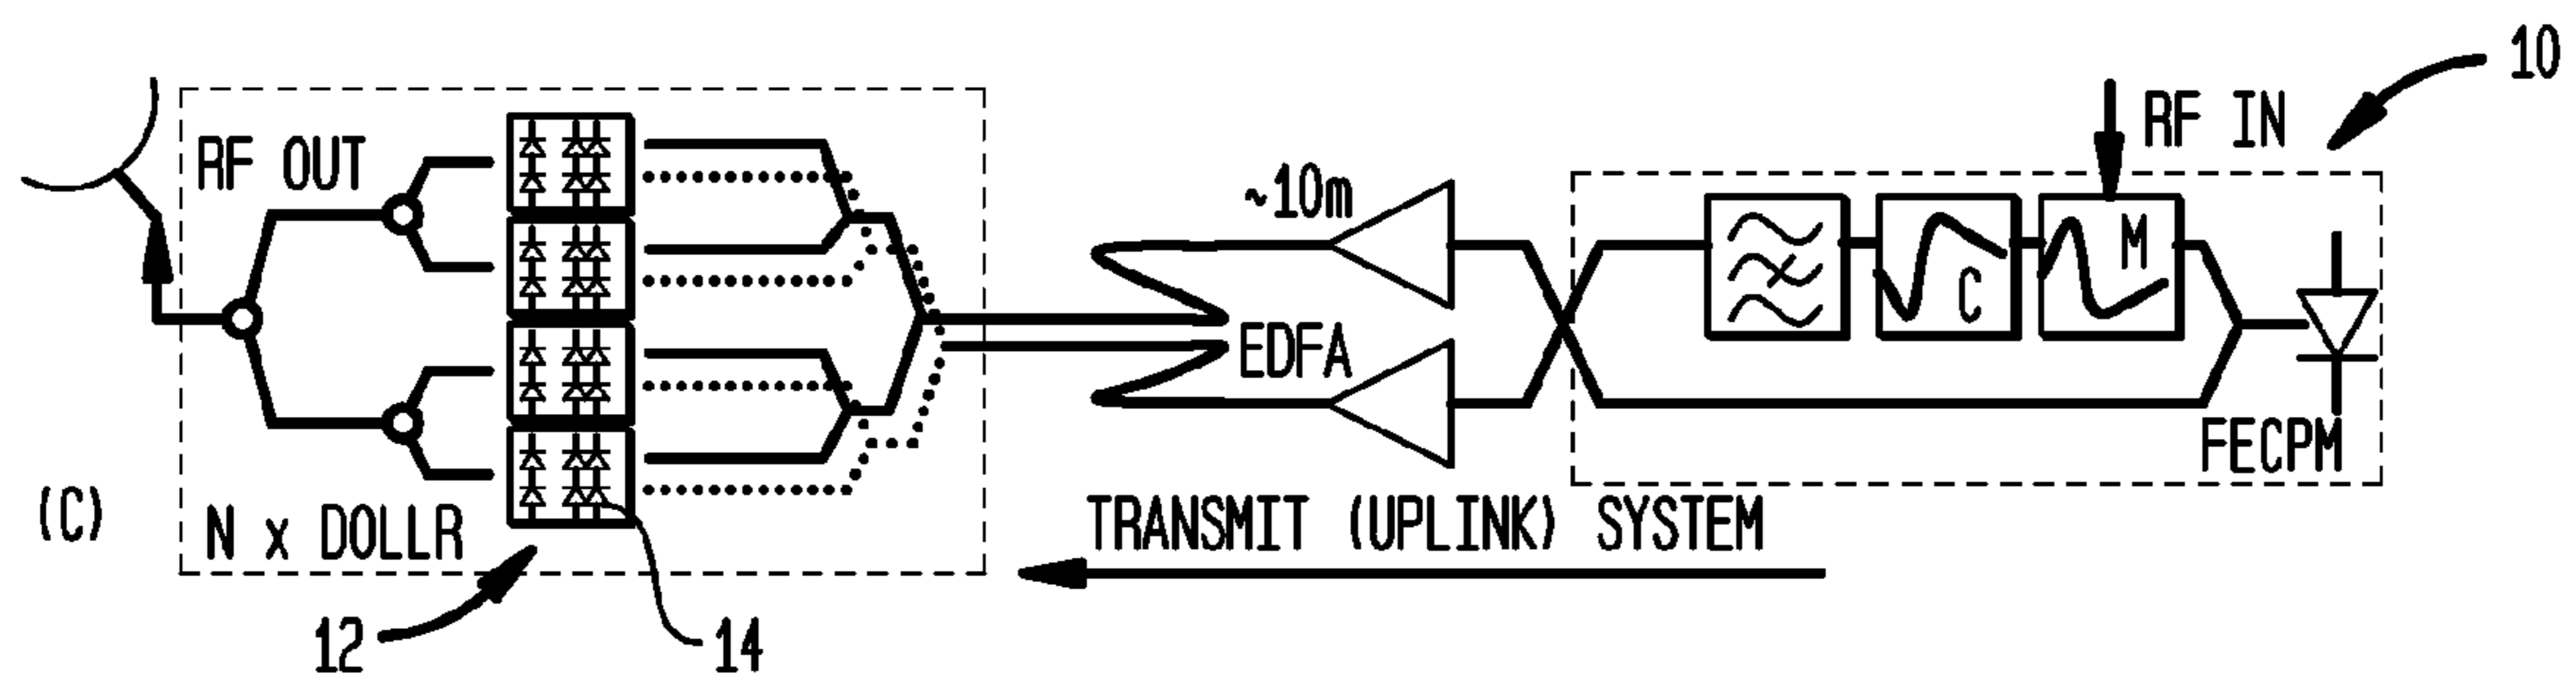 10
RF IN
RF OUT
~10m
C
M
EDFA
FECPM
(C)
N x DOLLR
TRANSMIT (UPLINK) SYSTEM
12
14